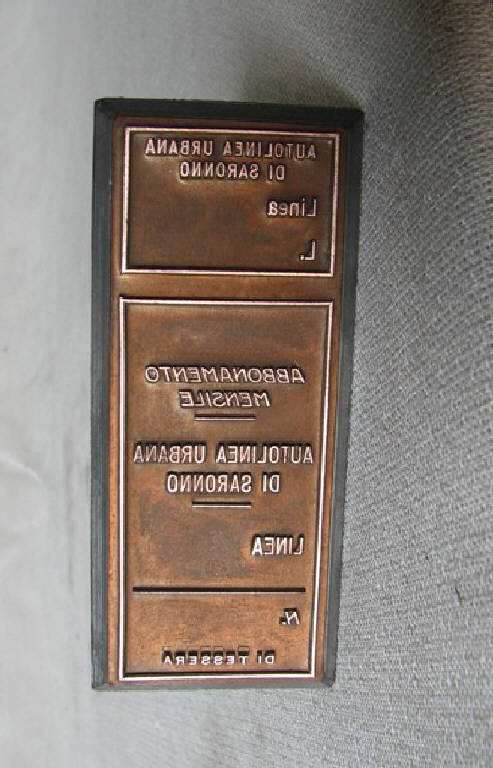 AUTOLINEA URBANA
DI SARONNO
Linea
L.
ABBONAMENTO
MENSILE
AUTOLINEA URBANA
DI SARONNO
LINEA
N.
DI TESSERA